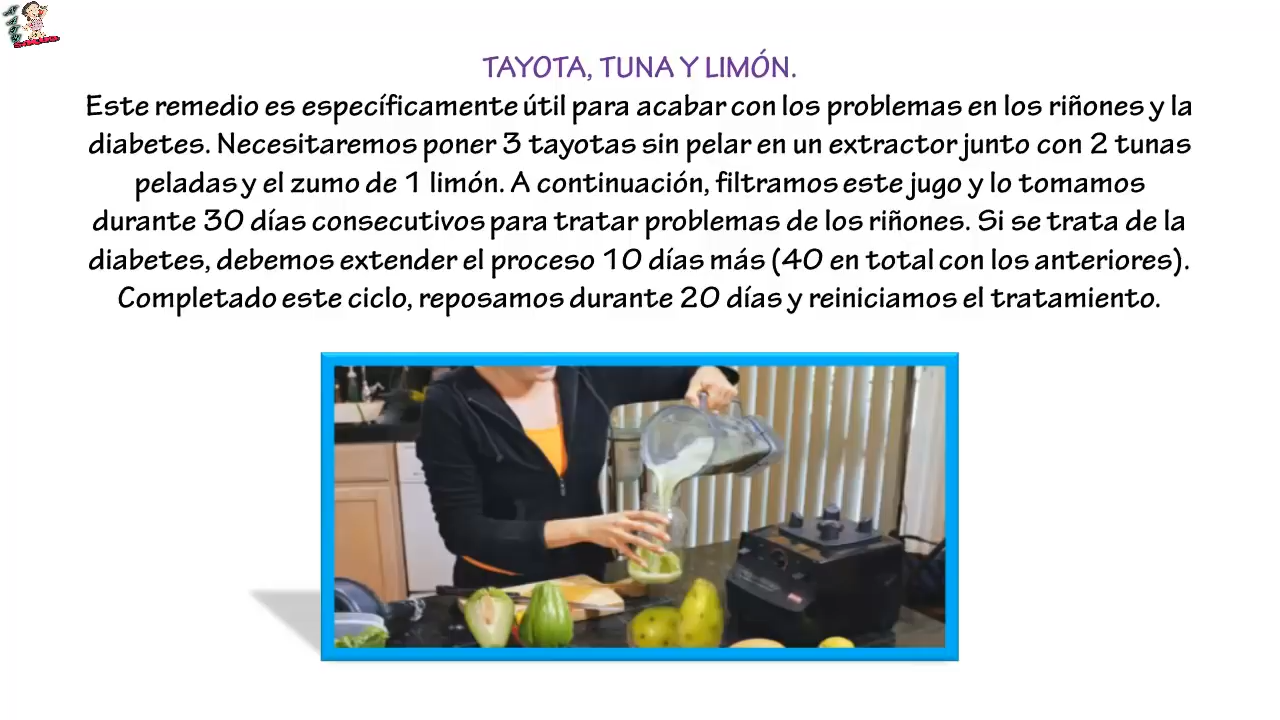 TAYOTA, TUNA Y LIMÓN.
Este remedio es específicamente útil para acabar con los problemas en los riñones y la
diabetes. Necesitaremos poner 3 tayotas sin pelar en un extractor junto con 2 tunas
peladas y el zumo de 1 limón. A continuación, filtramos este jugo y lo tomamos
durante 30 días consecutivos para tratar problemas de los riñones. Si se trata de la
diabetes, debemos extender el proceso 10 días más (40 en total con los anteriores).
Completado este ciclo, reposamos durante 20 días y reiniciamos el tratamiento.